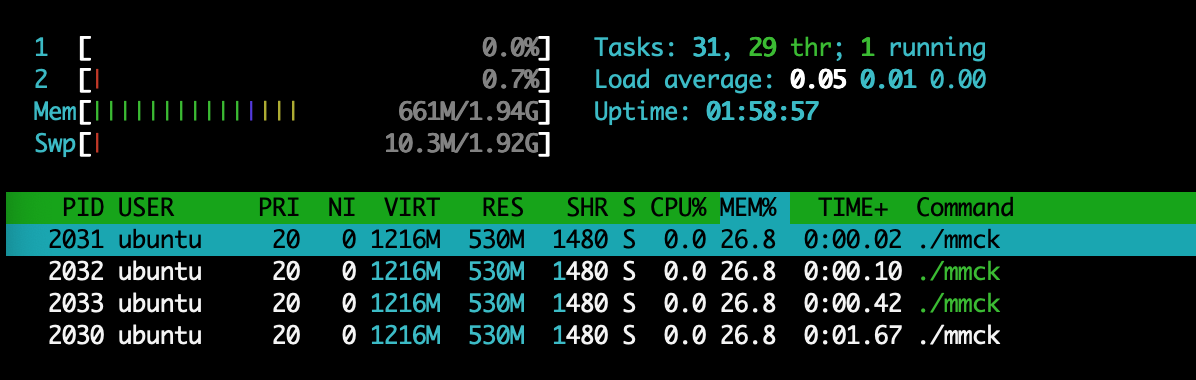 1 [ 0.0%] Tasks: 31, 29 thr; 1 running
2 [| 0.7%] Load average: 0.05 0.01 0.00
Mem[||||||||||||||| 661M/1.94G] Uptime: 01:58:57
Swp[| 10.3M/1.92G]
PID USER PRI NI VIRT RES SHR S CPU% MEM% TIME+ Command
2031 ubuntu 20 0 1216M 530M 1480 S 0.0 26.8 0:00.02 ./mmck
2032 ubuntu 20 0 1216M 530M 1480 S 0.0 26.8 0:00.10 ./mmck
2033 ubuntu 20 0 1216M 530M 1480 S 0.0 26.8 0:00.42 ./mmck
2030 ubuntu 20 0 1216M 530M 1480 S 0.0 26.8 0:01.67 ./mmck